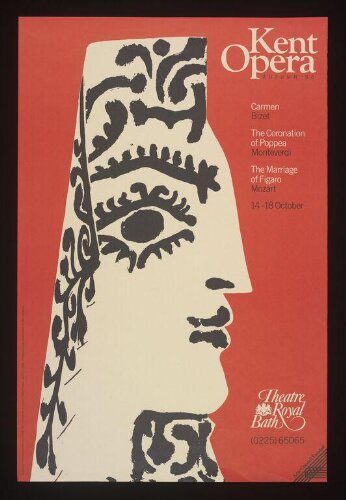 Kent
Opera
AUTUMN
Carmen
Bizet
The Coronation
of Poppea
Monteverdi
The Marriage
of Figaro
Mozart
14-18 October
Theatre
Royal
Bath
(0225) 65065